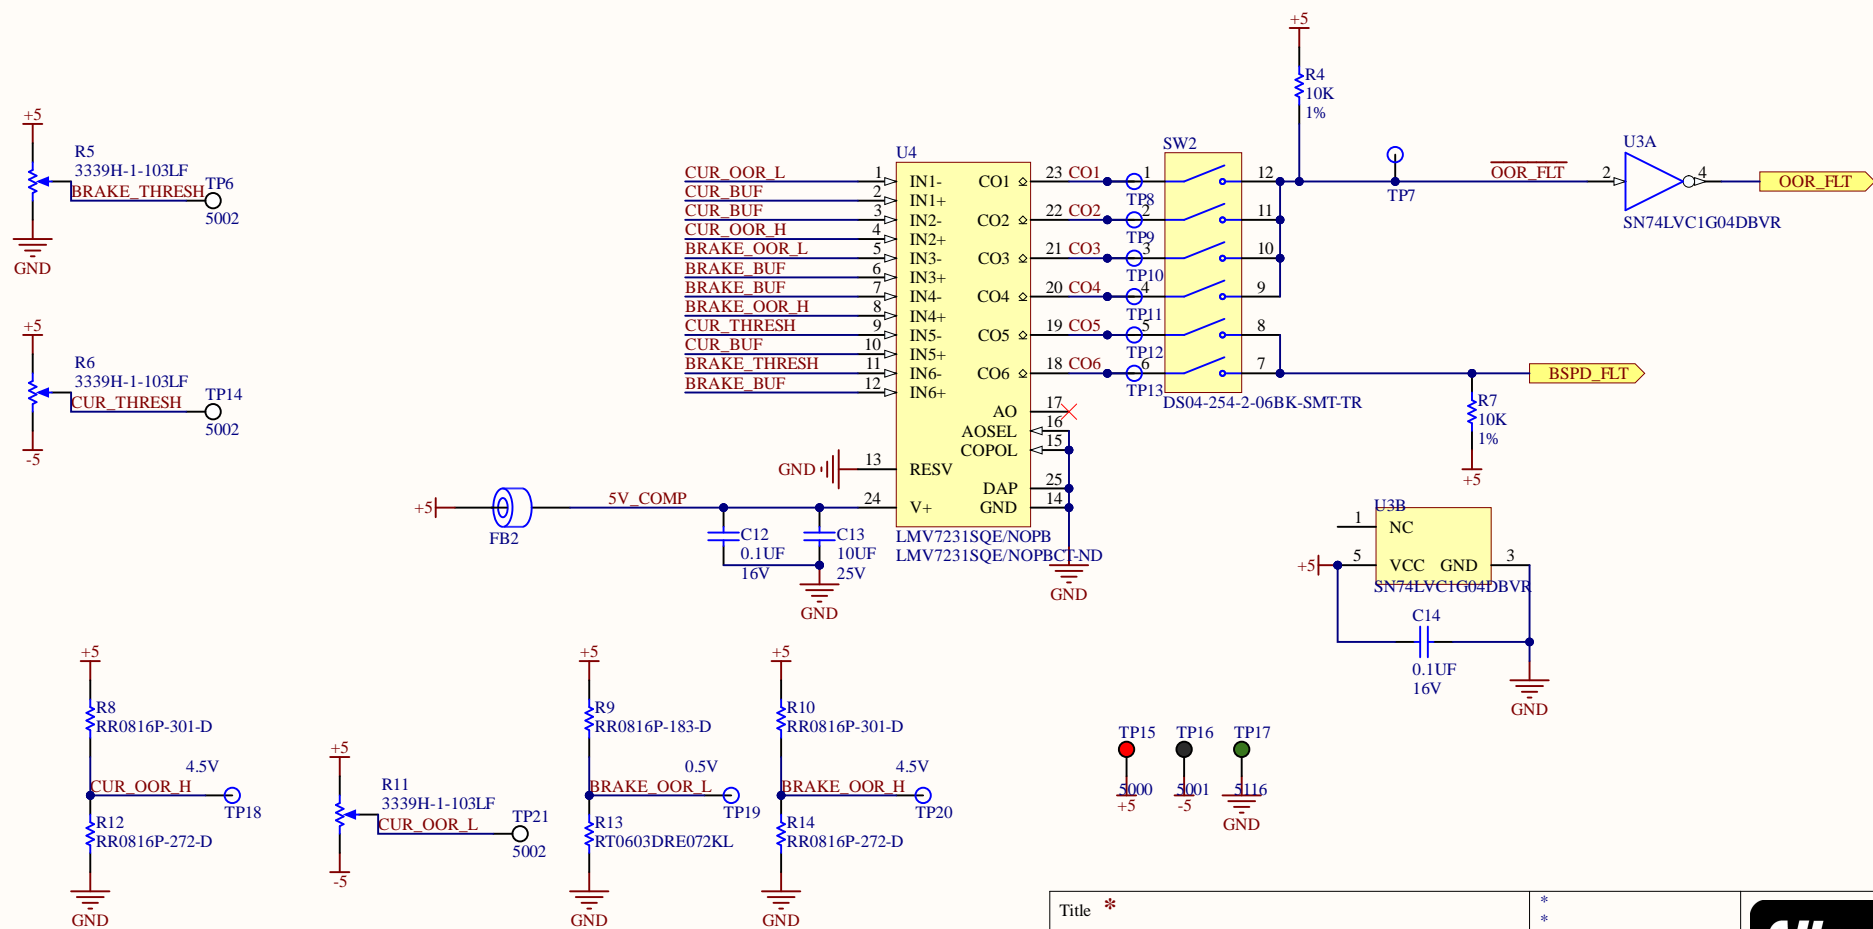 +5
R5
3339H-1-103LF
BRAKE_THRESH
TP6
5002
GND
+5
R6
3339H-1-103LF
CUR_THRESH
TP14
5002
-5
U4
CUR_OOR_L 1 IN1-
CUR_BUF 2 IN1+
CUR_BUF 3 IN2-
CUR_OOR_H 4 IN2+
BRAKE_OOR_L 5 IN3-
BRAKE_BUF 6 IN3+
BRAKE_BUF 7 IN4-
BRAKE_OOR_H 8 IN4+
CUR_THRESH 9 IN5-
CUR_BUF 10 IN5+
BRAKE_THRESH 11 IN6-
BRAKE_BUF 12 IN6+
GND 13 RESV
+5 FB2 5V_COMP 24 V+
C12
0.1UF
16V
C13
10UF
25V
GND
CO1 23 CO1
CO2 22 CO2
CO3 21 CO3
CO4 20 CO4
CO5 19 CO5
CO6 18 CO6
AO 17
AOSEL 16
COPOL 15
DAP 25
GND 14
LMV7231SQE/NOPB
LMV7231SQE/NOPBCT-ND
GND
SW2
1 12
TP8
2 11
TP9
3 10
TP10
4 9
TP11
5 8
TP12
6 7
TP13
DS04-254-2-06BK-SMT-TR
+5
R4
10K
1%
TP7
OOR_FLT
U3A
2 4
SN74LVC1G04DBVR
OOR_FLT
BSPD_FLT
R7
10K
1%
+5
U3B
1 NC
+5 5 VCC GND 3
SN74LVC1G04DBVR
C14
0.1UF
16V
GND
+5
R8
RR0816P-301-D
4.5V
CUR_OOR_H
TP18
R12
RR0816P-272-D
GND
+5
R11
3339H-1-103LF
CUR_OOR_L
TP21
5002
-5
+5
R9
RR0816P-183-D
0.5V
BRAKE_OOR_L
TP19
R13
RT0603DRE072KL
GND
+5
R10
RR0816P-301-D
4.5V
BRAKE_OOR_H
TP20
R14
RR0816P-272-D
GND
TP15
5000
+5
TP16
5001
-5
TP17
5116
GND
Title *
*
*